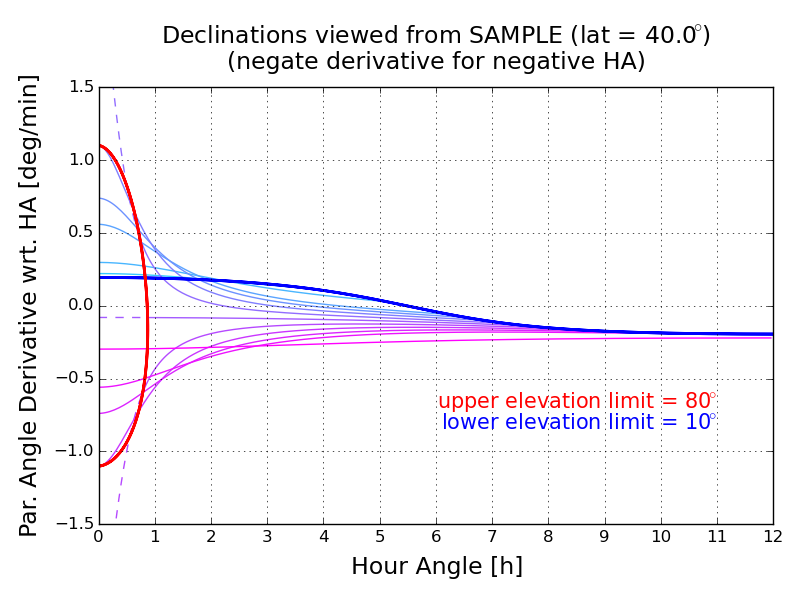 Declinations viewed from SAMPLE (lat = 40.0°)
(negate derivative for negative HA)
Par. Angle Derivative wrt. HA [deg/min]
1.5
1.0
0.5
0.0
−0.5
−1.0
−1.5
upper elevation limit = 80°
lower elevation limit = 10°
0 1 2 3 4 5 6 7 8 9 10 11 12
Hour Angle [h]